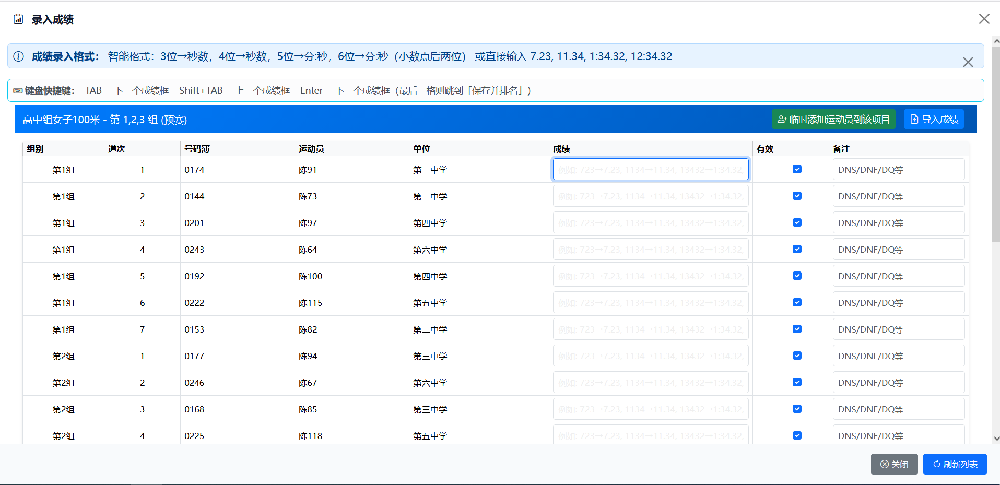 录入成绩
成绩录入格式： 智能格式：3位→秒数，4位→秒数，5位→分:秒，6位→分:秒（小数点后两位） 或直接输入 7.23, 11.34, 1:34.32, 12:34.32
键盘快捷键： TAB = 下一个成绩框 Shift+TAB = 上一个成绩框 Enter = 下一个成绩框（最后一格则跳到「保存并排名」）
高中组女子100米 - 第 1,2,3 组 (预赛) 临时添加运动员到该项目 导入成绩
组别 道次 号码薄 运动员 单位 成绩 有效 备注
第1组 1 0174 陈91 第三中学 例如: 723→7.23, 1134→11.34, 13432→1:34.32, DNS/DNF/DQ等
第1组 2 0144 陈73 第二中学 例如: 723→7.23, 1134→11.34, 13432→1:34.32, DNS/DNF/DQ等
第1组 3 0201 陈97 第四中学 例如: 723→7.23, 1134→11.34, 13432→1:34.32, DNS/DNF/DQ等
第1组 4 0243 陈64 第六中学 例如: 723→7.23, 1134→11.34, 13432→1:34.32, DNS/DNF/DQ等
第1组 5 0192 陈100 第四中学 例如: 723→7.23, 1134→11.34, 13432→1:34.32, DNS/DNF/DQ等
第1组 6 0222 陈115 第五中学 例如: 723→7.23, 1134→11.34, 13432→1:34.32, DNS/DNF/DQ等
第1组 7 0153 陈82 第二中学 例如: 723→7.23, 1134→11.34, 13432→1:34.32, DNS/DNF/DQ等
第2组 1 0177 陈94 第三中学 例如: 723→7.23, 1134→11.34, 13432→1:34.32, DNS/DNF/DQ等
第2组 2 0246 陈67 第六中学 例如: 723→7.23, 1134→11.34, 13432→1:34.32, DNS/DNF/DQ等
第2组 3 0168 陈85 第三中学 例如: 723→7.23, 1134→11.34, 13432→1:34.32, DNS/DNF/DQ等
第2组 4 0225 陈118 第五中学 例如: 723→7.23, 1134→11.34, 13432→1:34.32, DNS/DNF/DQ等
关闭 刷新列表